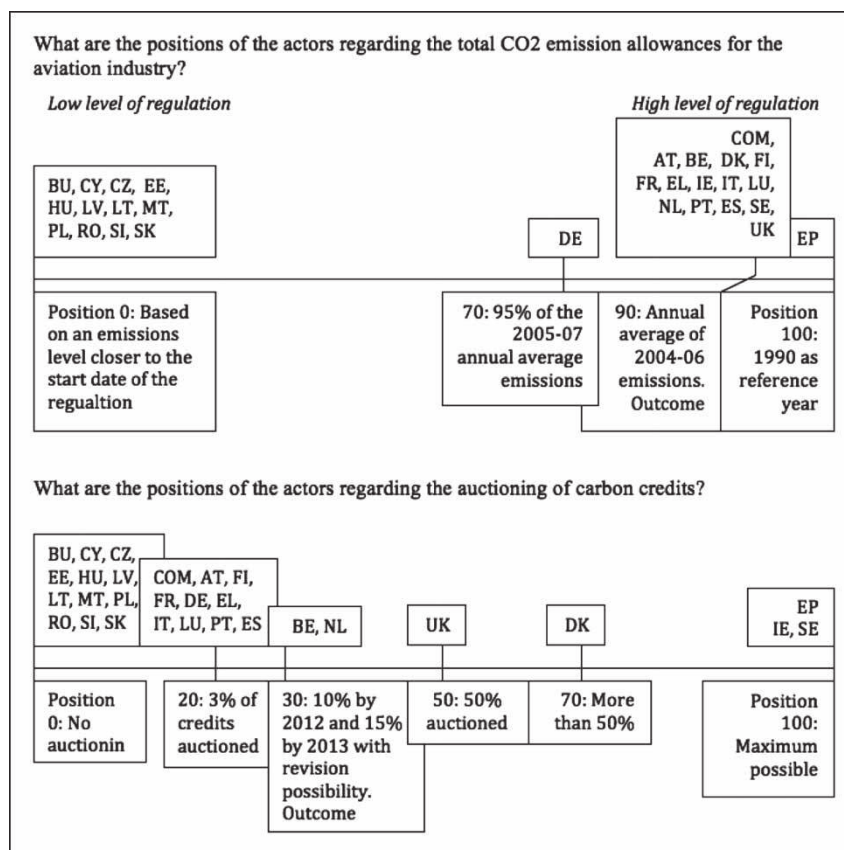 What are the positions of the actors regarding the total CO2 emission allowances for the
aviation industry?
Low level of regulation
High level of regulation
BU, CY, CZ, EE,
HU, LV, LT, MT,
PL, RO, SI, SK
DE
COM,
AT, BE, DK, FI,
FR, EL, IE, IT, LU,
NL, PT, ES, SE,
UK
EP
Position 0: Based
on an emissions
level closer to the
start date of the
regualtion
70: 95% of the
2005-07
annual average
emissions
90: Annual
average of
2004-06
emissions.
Outcome
Position
100:
1990 as
reference
year
What are the positions of the actors regarding the auctioning of carbon credits?
BU, CY, CZ,
EE, HU, LV,
LT, MT, PL,
RO, SI, SK
COM, AT, FI,
FR, DE, EL,
IT, LU, PT, ES
BE, NL
UK
DK
EP
IE, SE
Position
0: No
auctionin
20: 3% of
credits
auctioned
30: 10% by
2012 and 15%
by 2013 with
revision
possibility.
Outcome
50: 50%
auctioned
70: More
than 50%
Position
100:
Maximum
possible